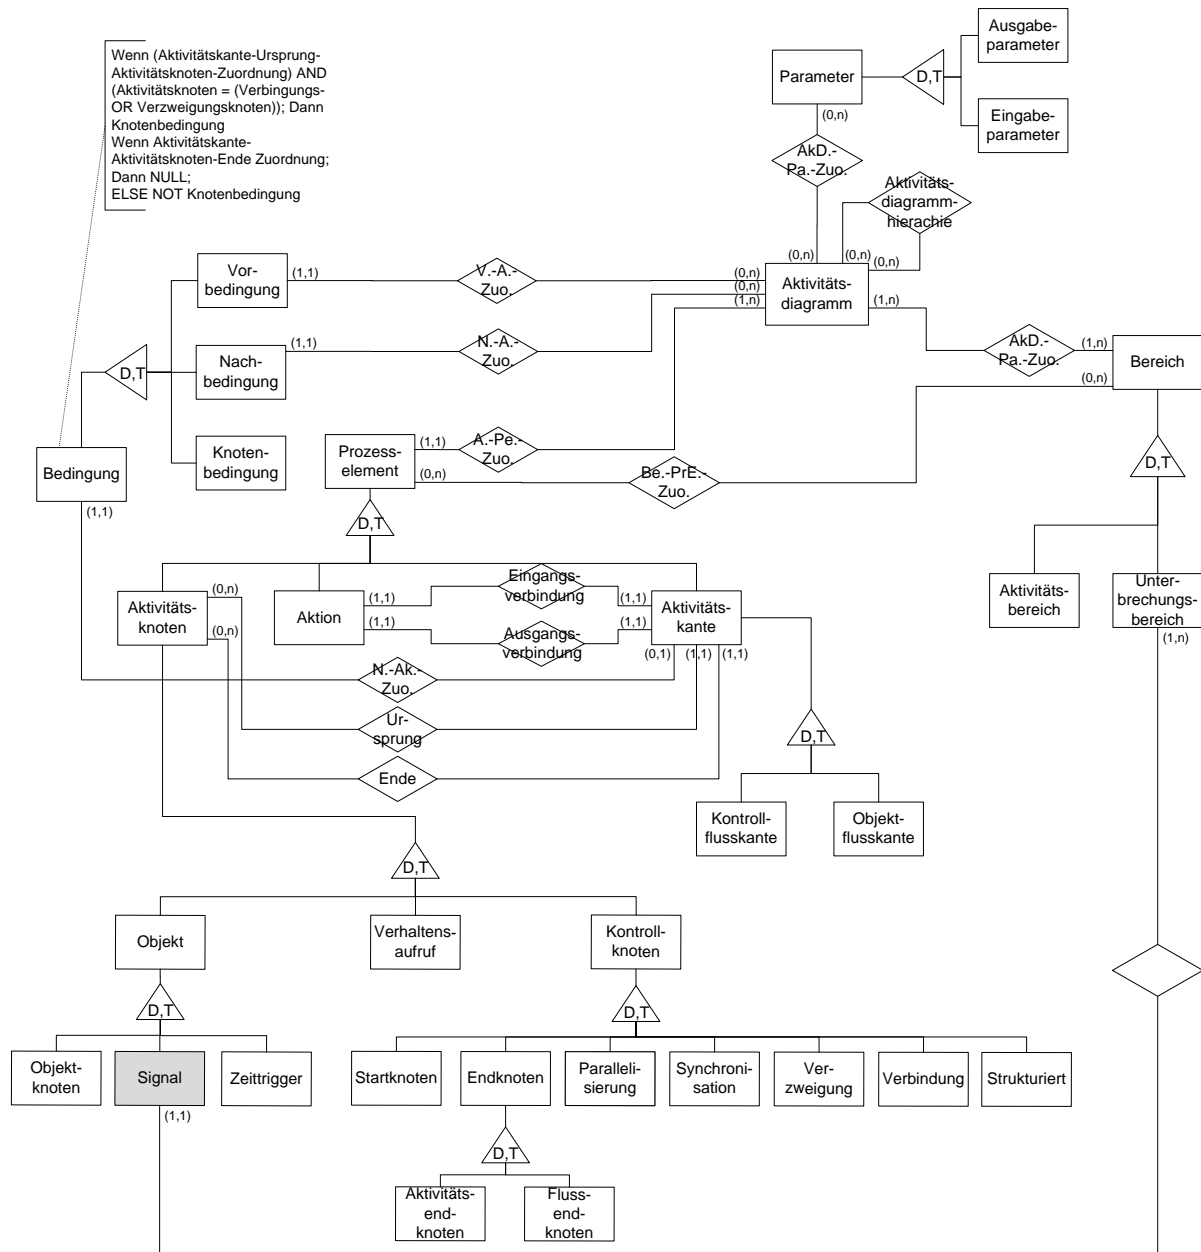 Wenn (Aktivitätskante-Ursprung-
Aktivitätsknoten-Zuordnung) AND
(Aktivitätsknoten = (Verbingungs-
OR Verzweigungsknoten)); Dann
Knotenbedingung
Wenn Aktivitätskante-
Aktivitätsknoten-Ende Zuordnung;
Dann NULL;
ELSE NOT Knotenbedingung
Ausgabe-
parameter
Parameter
D,T
(0,n)
Eingabe-
parameter
AkD.-
Pa.-Zuo.
Aktivitäts-
diagramm-
hierachie
(0,n)
(0,n)
(0,n)
Vor-
bedingung
(1,1)
V.-A.-
Zuo.
(0,n)
(0,n)
(1,n)
Aktivitäts-
diagramm
(1,n)
Nach-
bedingung
(1,1)
N.-A.-
Zuo.
AkD.-
Pa.-Zuo.
(1,n)
(0,n)
Bereich
D,T
Knoten-
bedingung
Bedingung
(1,1)
Prozess-
element
(1,1)
(0,n)
A.-Pe.-
Zuo.
Be.-PrE.-
Zuo.
D,T
D,T
Aktivitäts-
bereich
Unter-
brechungs-
bereich
(1,n)
Aktivitäts-
knoten
(0,n)
(0,n)
Aktion
(1,1)
(1,1)
Eingangs-
verbindung
Ausgangs-
verbindung
(1,1)
(1,1)
Aktivitäts-
kante
(0,1)
(1,1)
(1,1)
N.-Ak.-
Zuo.
Ur-
sprung
Ende
D,T
Kontroll-
flusskante
Objekt-
flusskante
D,T
Objekt
Verhaltens-
aufruf
Kontroll-
knoten
D,T
D,T
Objekt-
knoten
Signal
(1,1)
Zeittrigger
Startknoten
Endknoten
Paralleli-
sierung
Synchroni-
sation
Ver-
zweigung
Verbindung
Strukturiert
D,T
Aktivitäts-
end-
knoten
Fluss-
end-
knoten